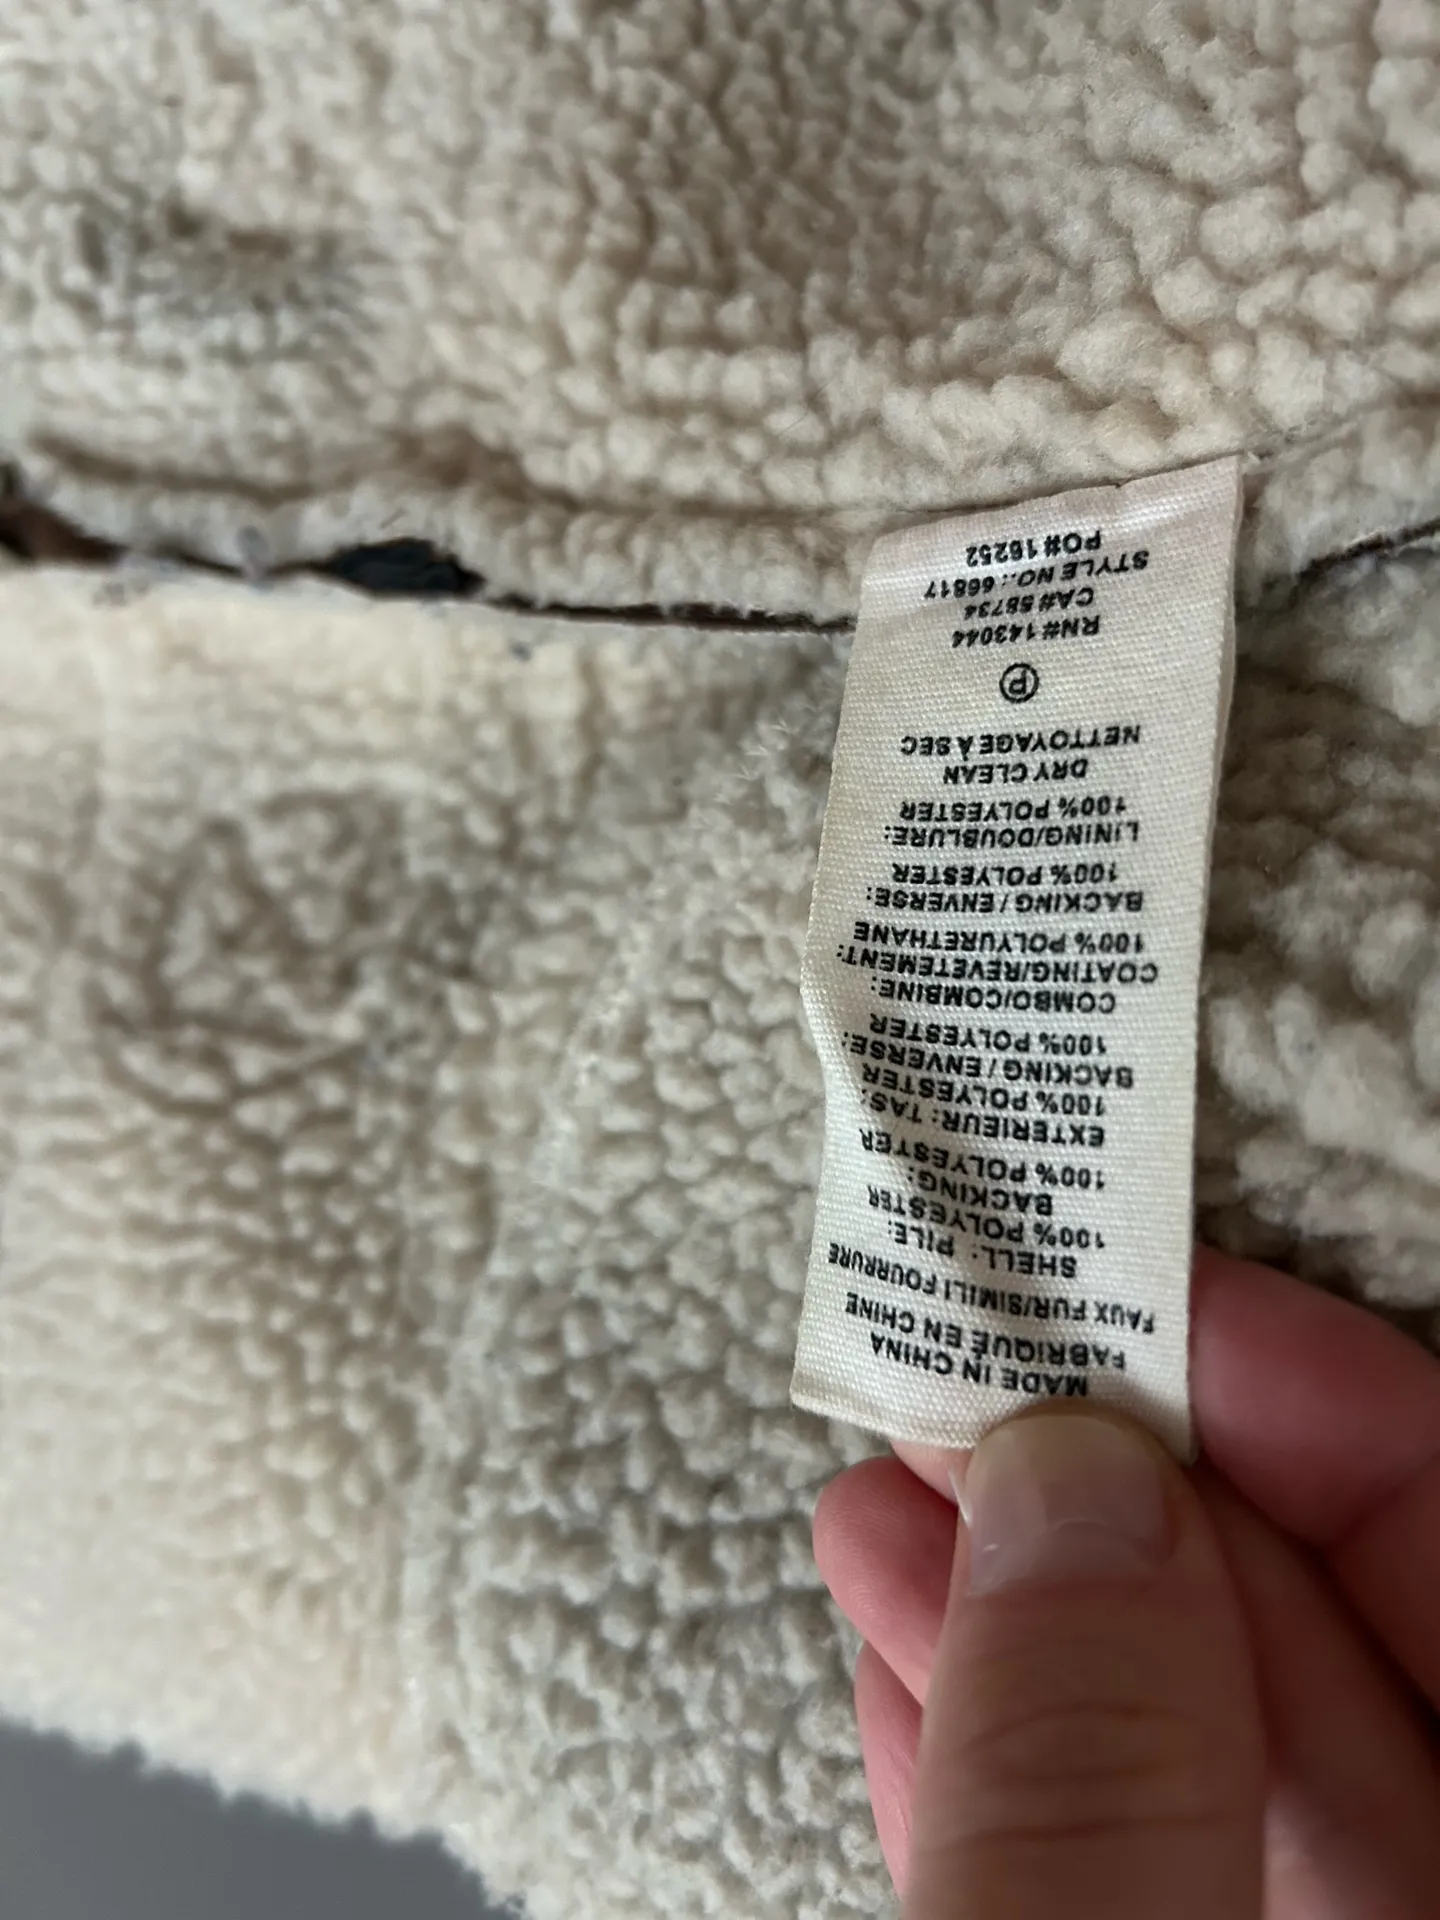 MADE IN CHINA
FABRIQUÉ EN CHINE
FAUX FUR/SIMILI FOURRURE
SHELL: PILE:
100% POLYESTER
BACKING:
100% POLYESTER
EXTERIEUR: TAS:
100% POLYESTER
BACKING / ENVERSE:
100% POLYESTER
COMBO/COMBINE:
COATING/REVETEMENT:
100% POLYURETHANE
BACKING / ENVERSE:
100% POLYESTER
LINING/DOUBLURE:
100% POLYESTER
DRY CLEAN
NETTOYAGE À SEC
P
RN# 143044
CA# 58734
STYLE NO.: 66817
PO# 16252